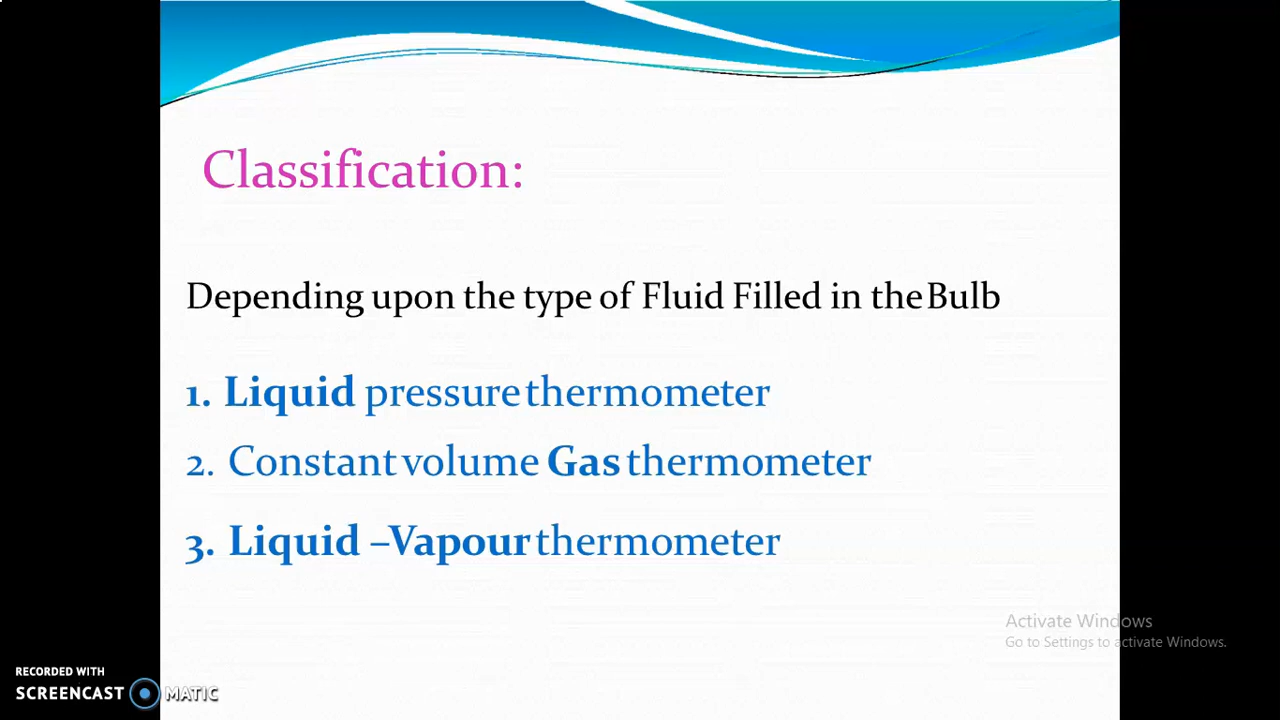 Classification:
Depending upon the type of Fluid Filled in the Bulb
1. Liquid pressure thermometer
2. Constant volume Gas thermometer
3. Liquid –Vapour thermometer
Activate Windows
Go to Settings to activate Windows.
RECORDED WITH
SCREENCAST MATIC